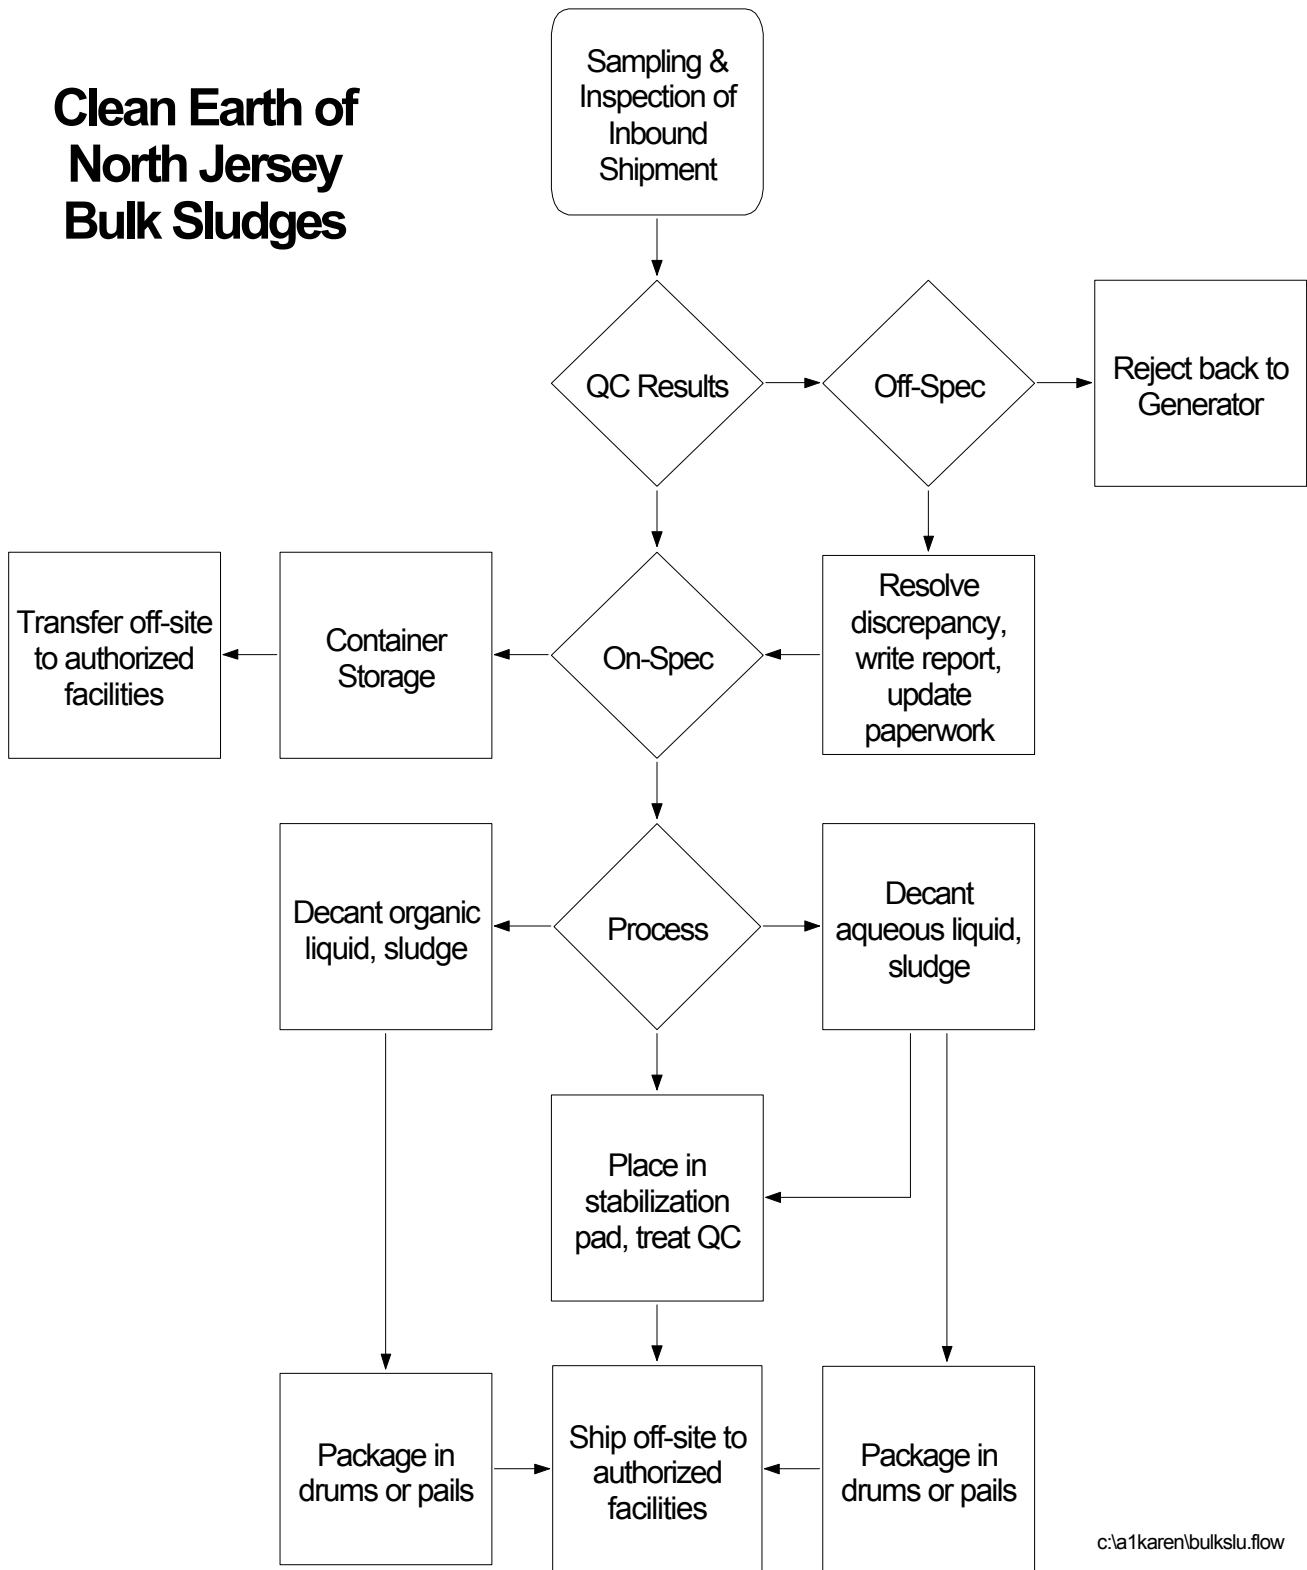 Clean Earth of
North Jersey
Bulk Sludges
Sampling &
Inspection of
Inbound
Shipment
QC Results
Off-Spec
Reject back to
Generator
Transfer off-site
to authorized
facilities
Container
Storage
On-Spec
Resolve
discrepancy,
write report,
update
paperwork
Decant organic
liquid, sludge
Process
Decant
aqueous liquid,
sludge
Place in
stabilization
pad, treat QC
Package in
drums or pails
Ship off-site to
authorized
facilities
Package in
drums or pails
c:\a1karen\bulkslu.flow